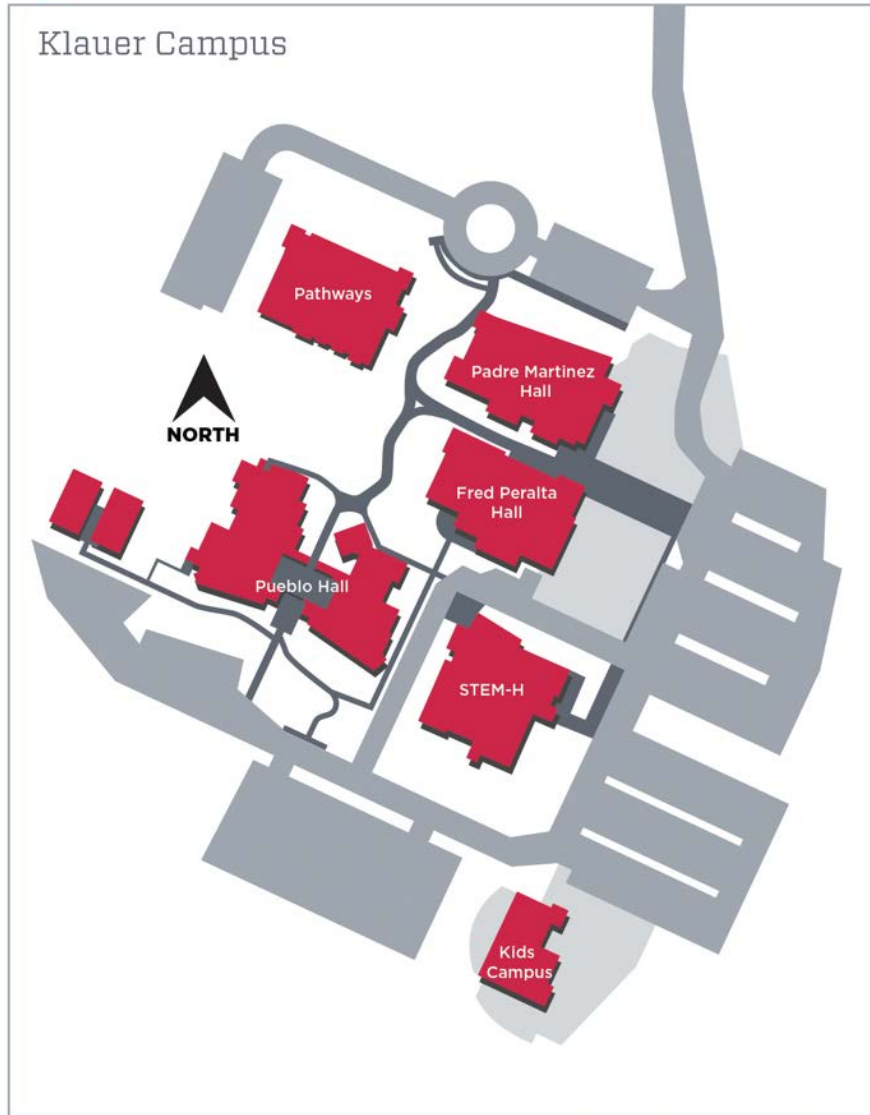 Klauer Campus
Pathways
Padre Martinez
Hall
NORTH
Fred Peralta
Hall
Pueblo Hall
STEM-H
Kids
Campus